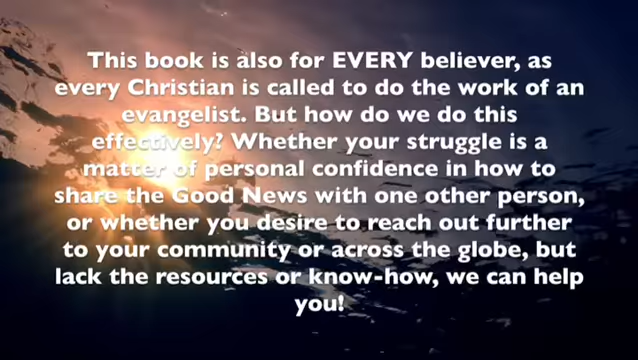 This book is also for EVERY believer, as
every Christian is called to do the work of an
evangelist. But how do we do this
effectively? Whether your struggle is a
matter of personal confidence in how to
share the Good News with one other person,
or whether you desire to reach out further
to your community or across the globe, but
lack the resources or know-how, we can help
you!